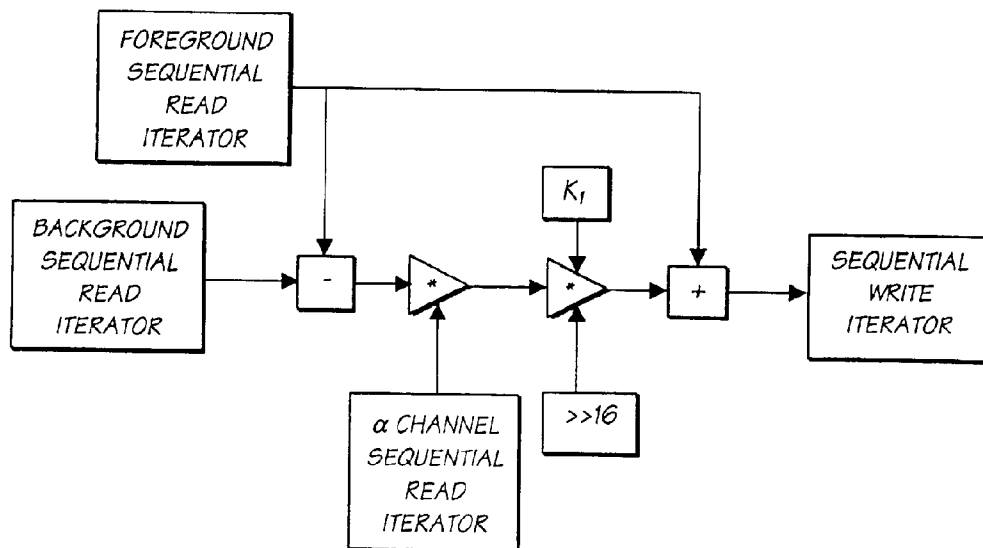 FOREGROUND
SEQUENTIAL
READ
ITERATOR
K₁
BACKGROUND
SEQUENTIAL
READ
ITERATOR
-
*
*
+
SEQUENTIAL
WRITE
ITERATOR
α CHANNEL
SEQUENTIAL
READ
ITERATOR
>>16